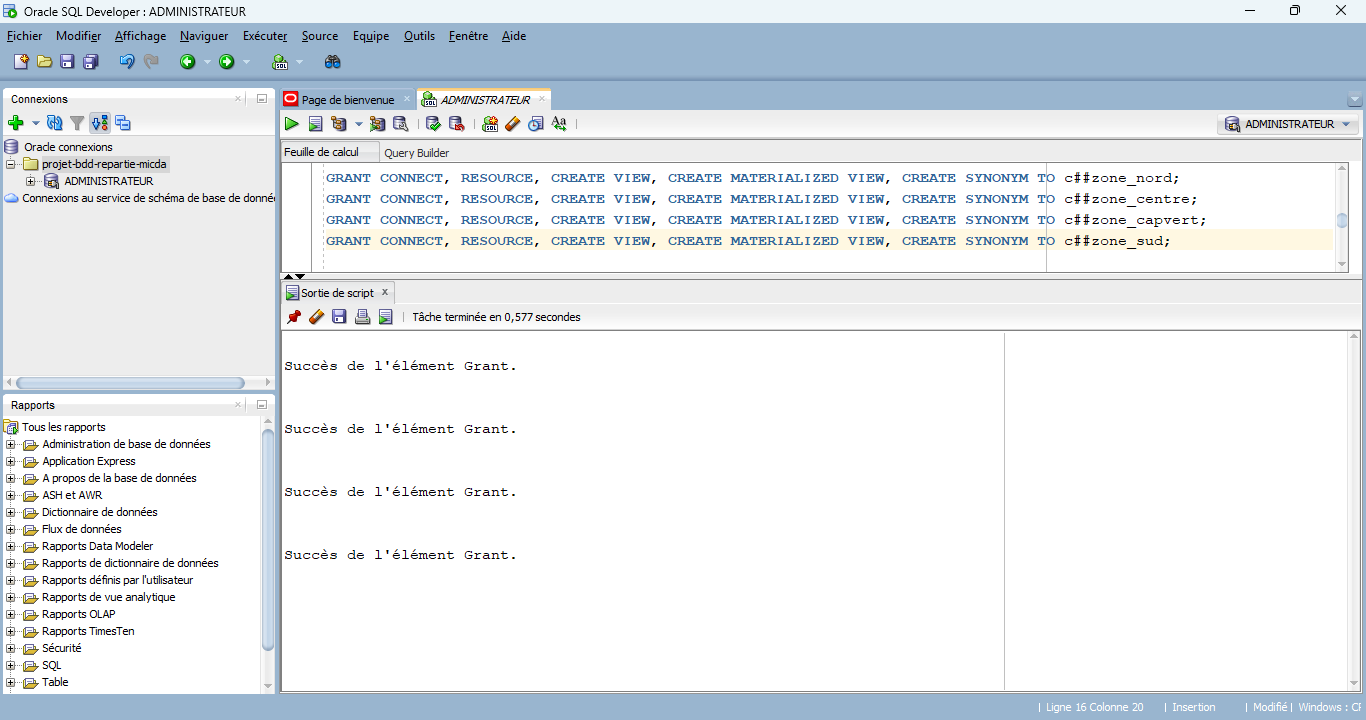 Oracle SQL Developer : ADMINISTRATEUR
Fichier Modifier Affichage Naviguer Exécuter Source Equipe Outils Fenêtre Aide
Connexions
Oracle connexions
projet-bdd-repartie-micda
ADMINISTRATEUR
Connexions au service de schéma de base de donné
Rapports
Tous les rapports
Administration de base de données
Application Express
A propos de la base de données
ASH et AWR
Dictionnaire de données
Flux de données
Rapports Data Modeler
Rapports de dictionnaire de données
Rapports définis par l'utilisateur
Rapports de vue analytique
Rapports OLAP
Rapports TimesTen
Sécurité
SQL
Table
Page de bienvenue ADMINISTRATEUR
ADMINISTRATEUR
Feuille de calcul Query Builder
GRANT CONNECT, RESOURCE, CREATE VIEW, CREATE MATERIALIZED VIEW, CREATE SYNONYM TO c##zone_nord;
GRANT CONNECT, RESOURCE, CREATE VIEW, CREATE MATERIALIZED VIEW, CREATE SYNONYM TO c##zone_centre;
GRANT CONNECT, RESOURCE, CREATE VIEW, CREATE MATERIALIZED VIEW, CREATE SYNONYM TO c##zone_capvert;
GRANT CONNECT, RESOURCE, CREATE VIEW, CREATE MATERIALIZED VIEW, CREATE SYNONYM TO c##zone_sud;
Sortie de script
Tâche terminée en 0,577 secondes
Succès de l'élément Grant.
Succès de l'élément Grant.
Succès de l'élément Grant.
Succès de l'élément Grant.
Ligne 16 Colonne 20 | Insertion | Modifié | Windows :